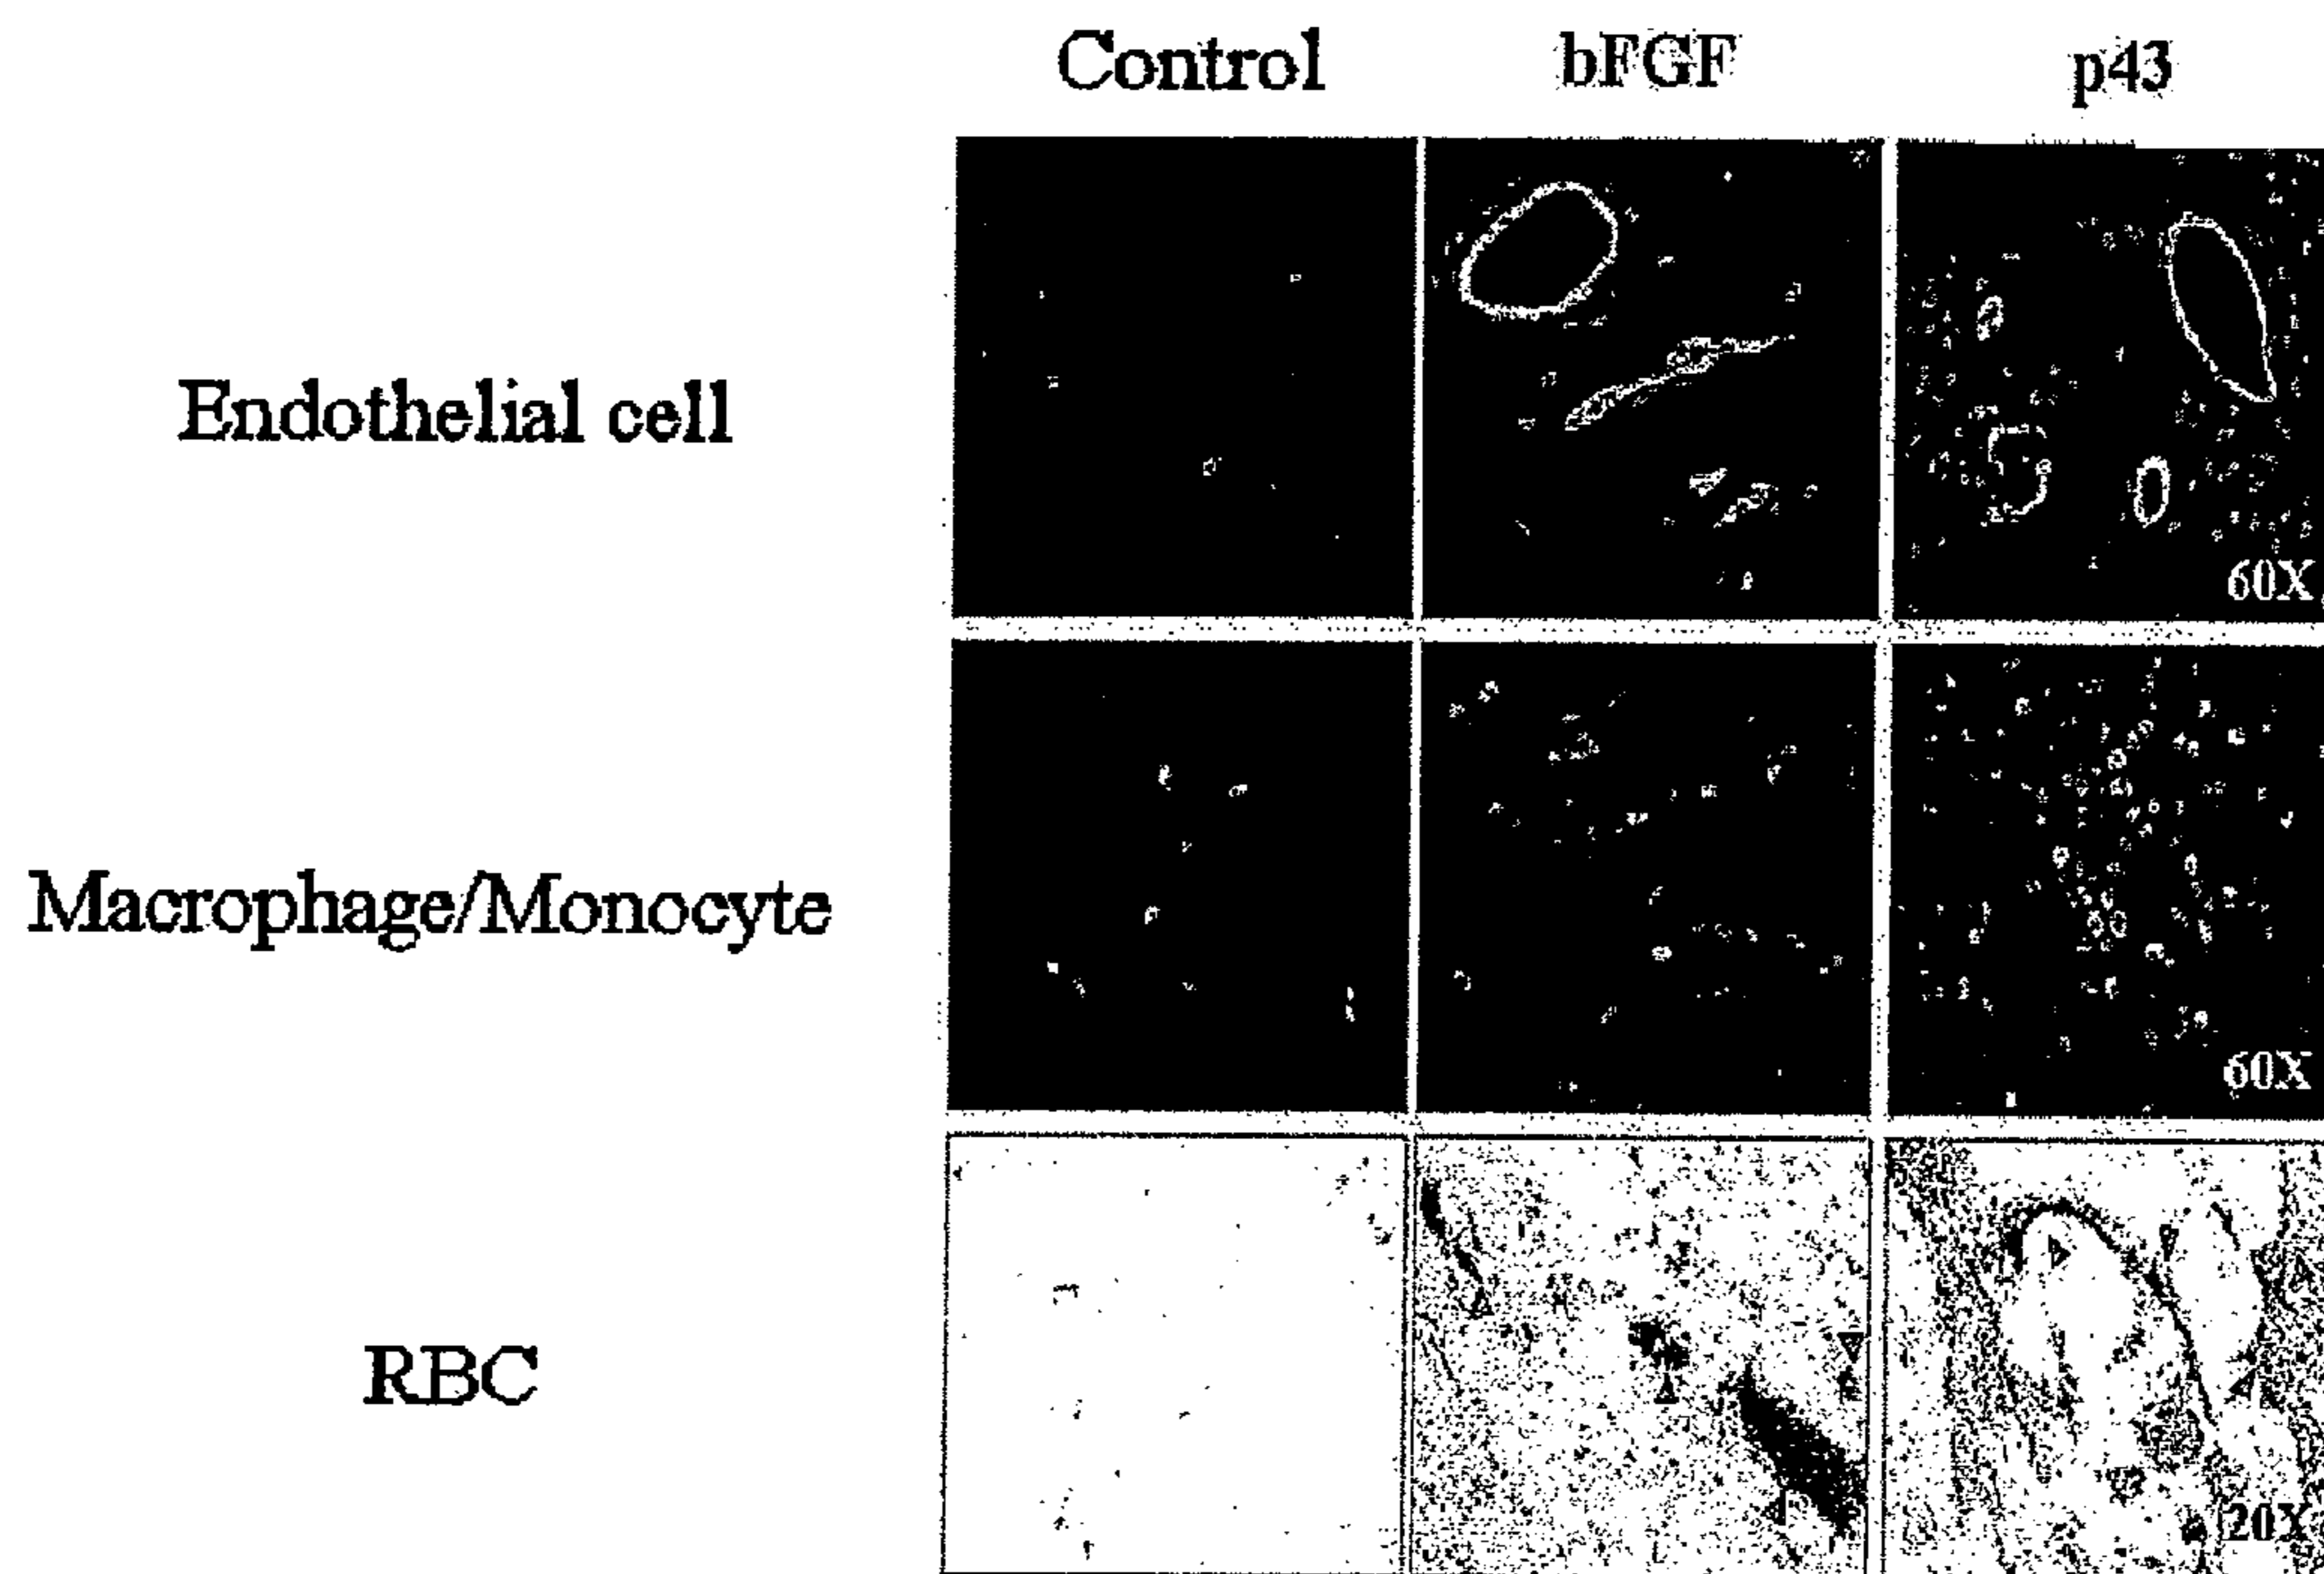 Control bFGF p43
Endothelial cell
60X
Macrophage/Monocyte
60X
RBC
20X